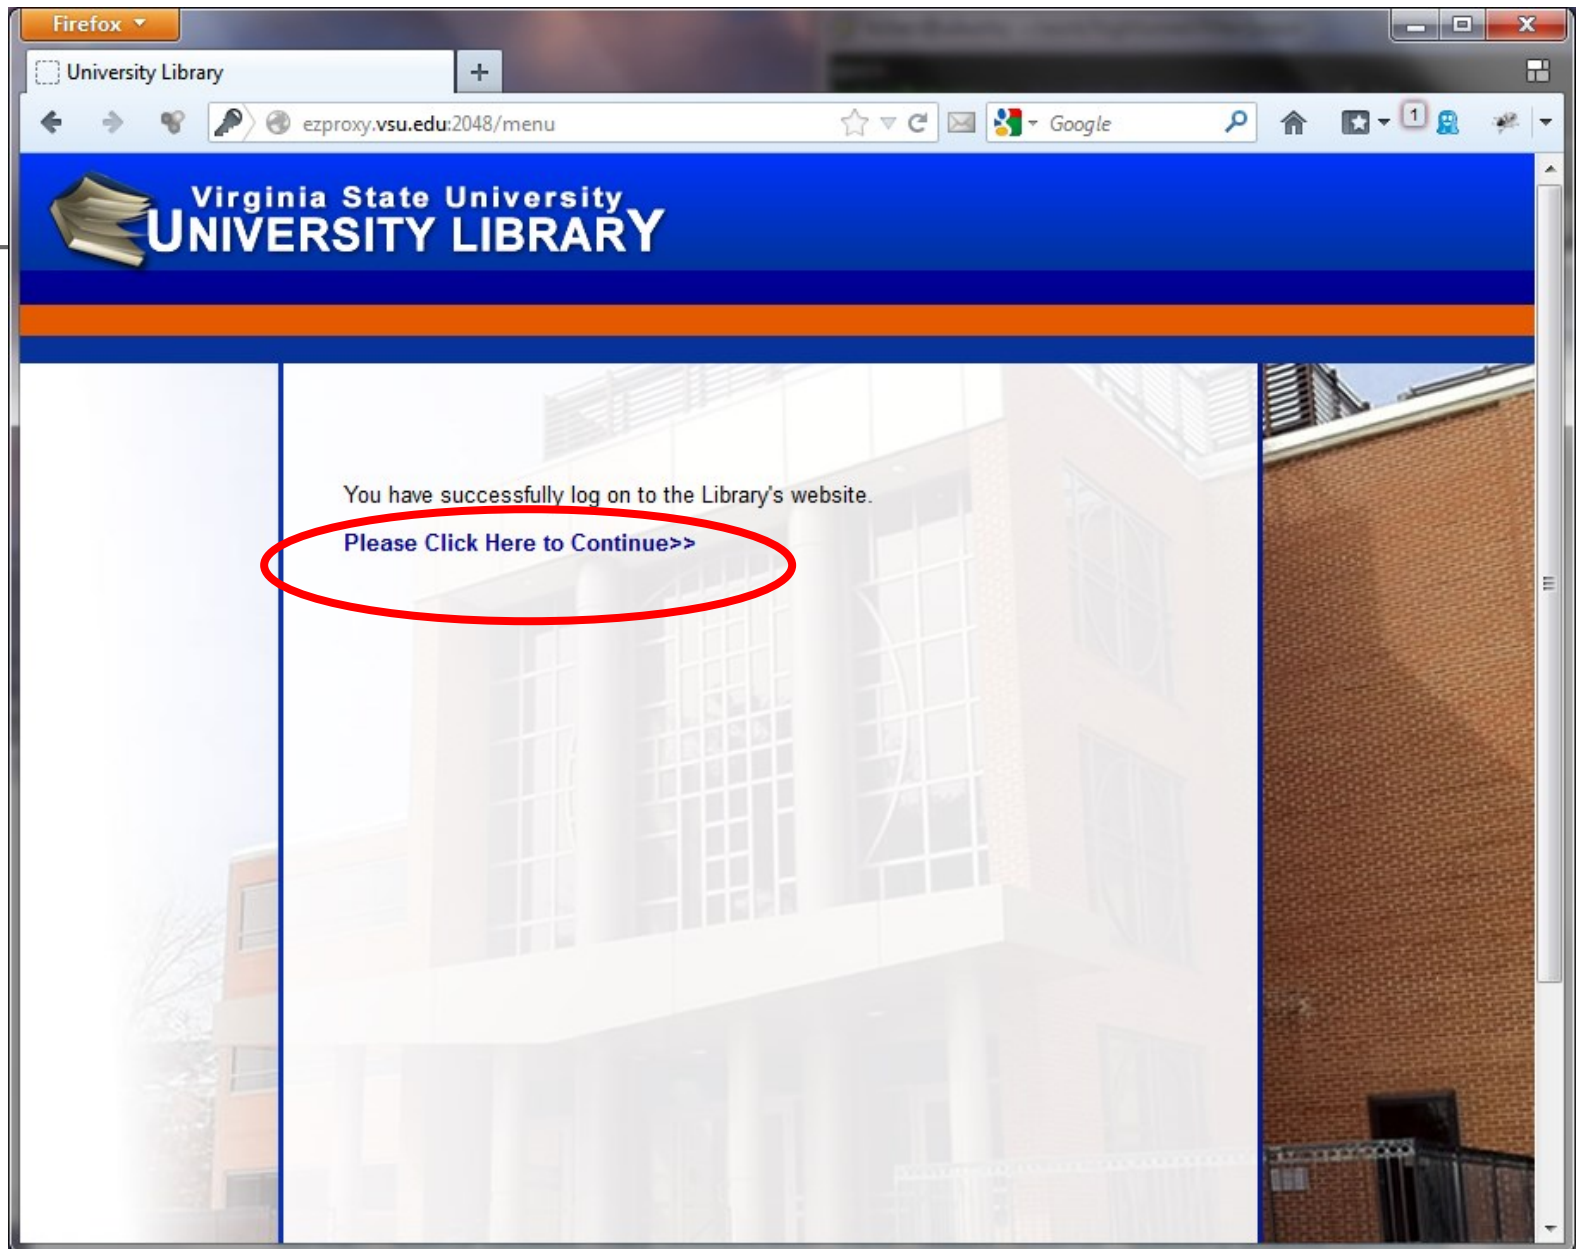 Firefox
University Library
ezproxy.vsu.edu:2048/menu
Google
1
Virginia State University
UNIVERSITY LIBRARY
You have successfully log on to the Library's website.
Please Click Here to Continue>>